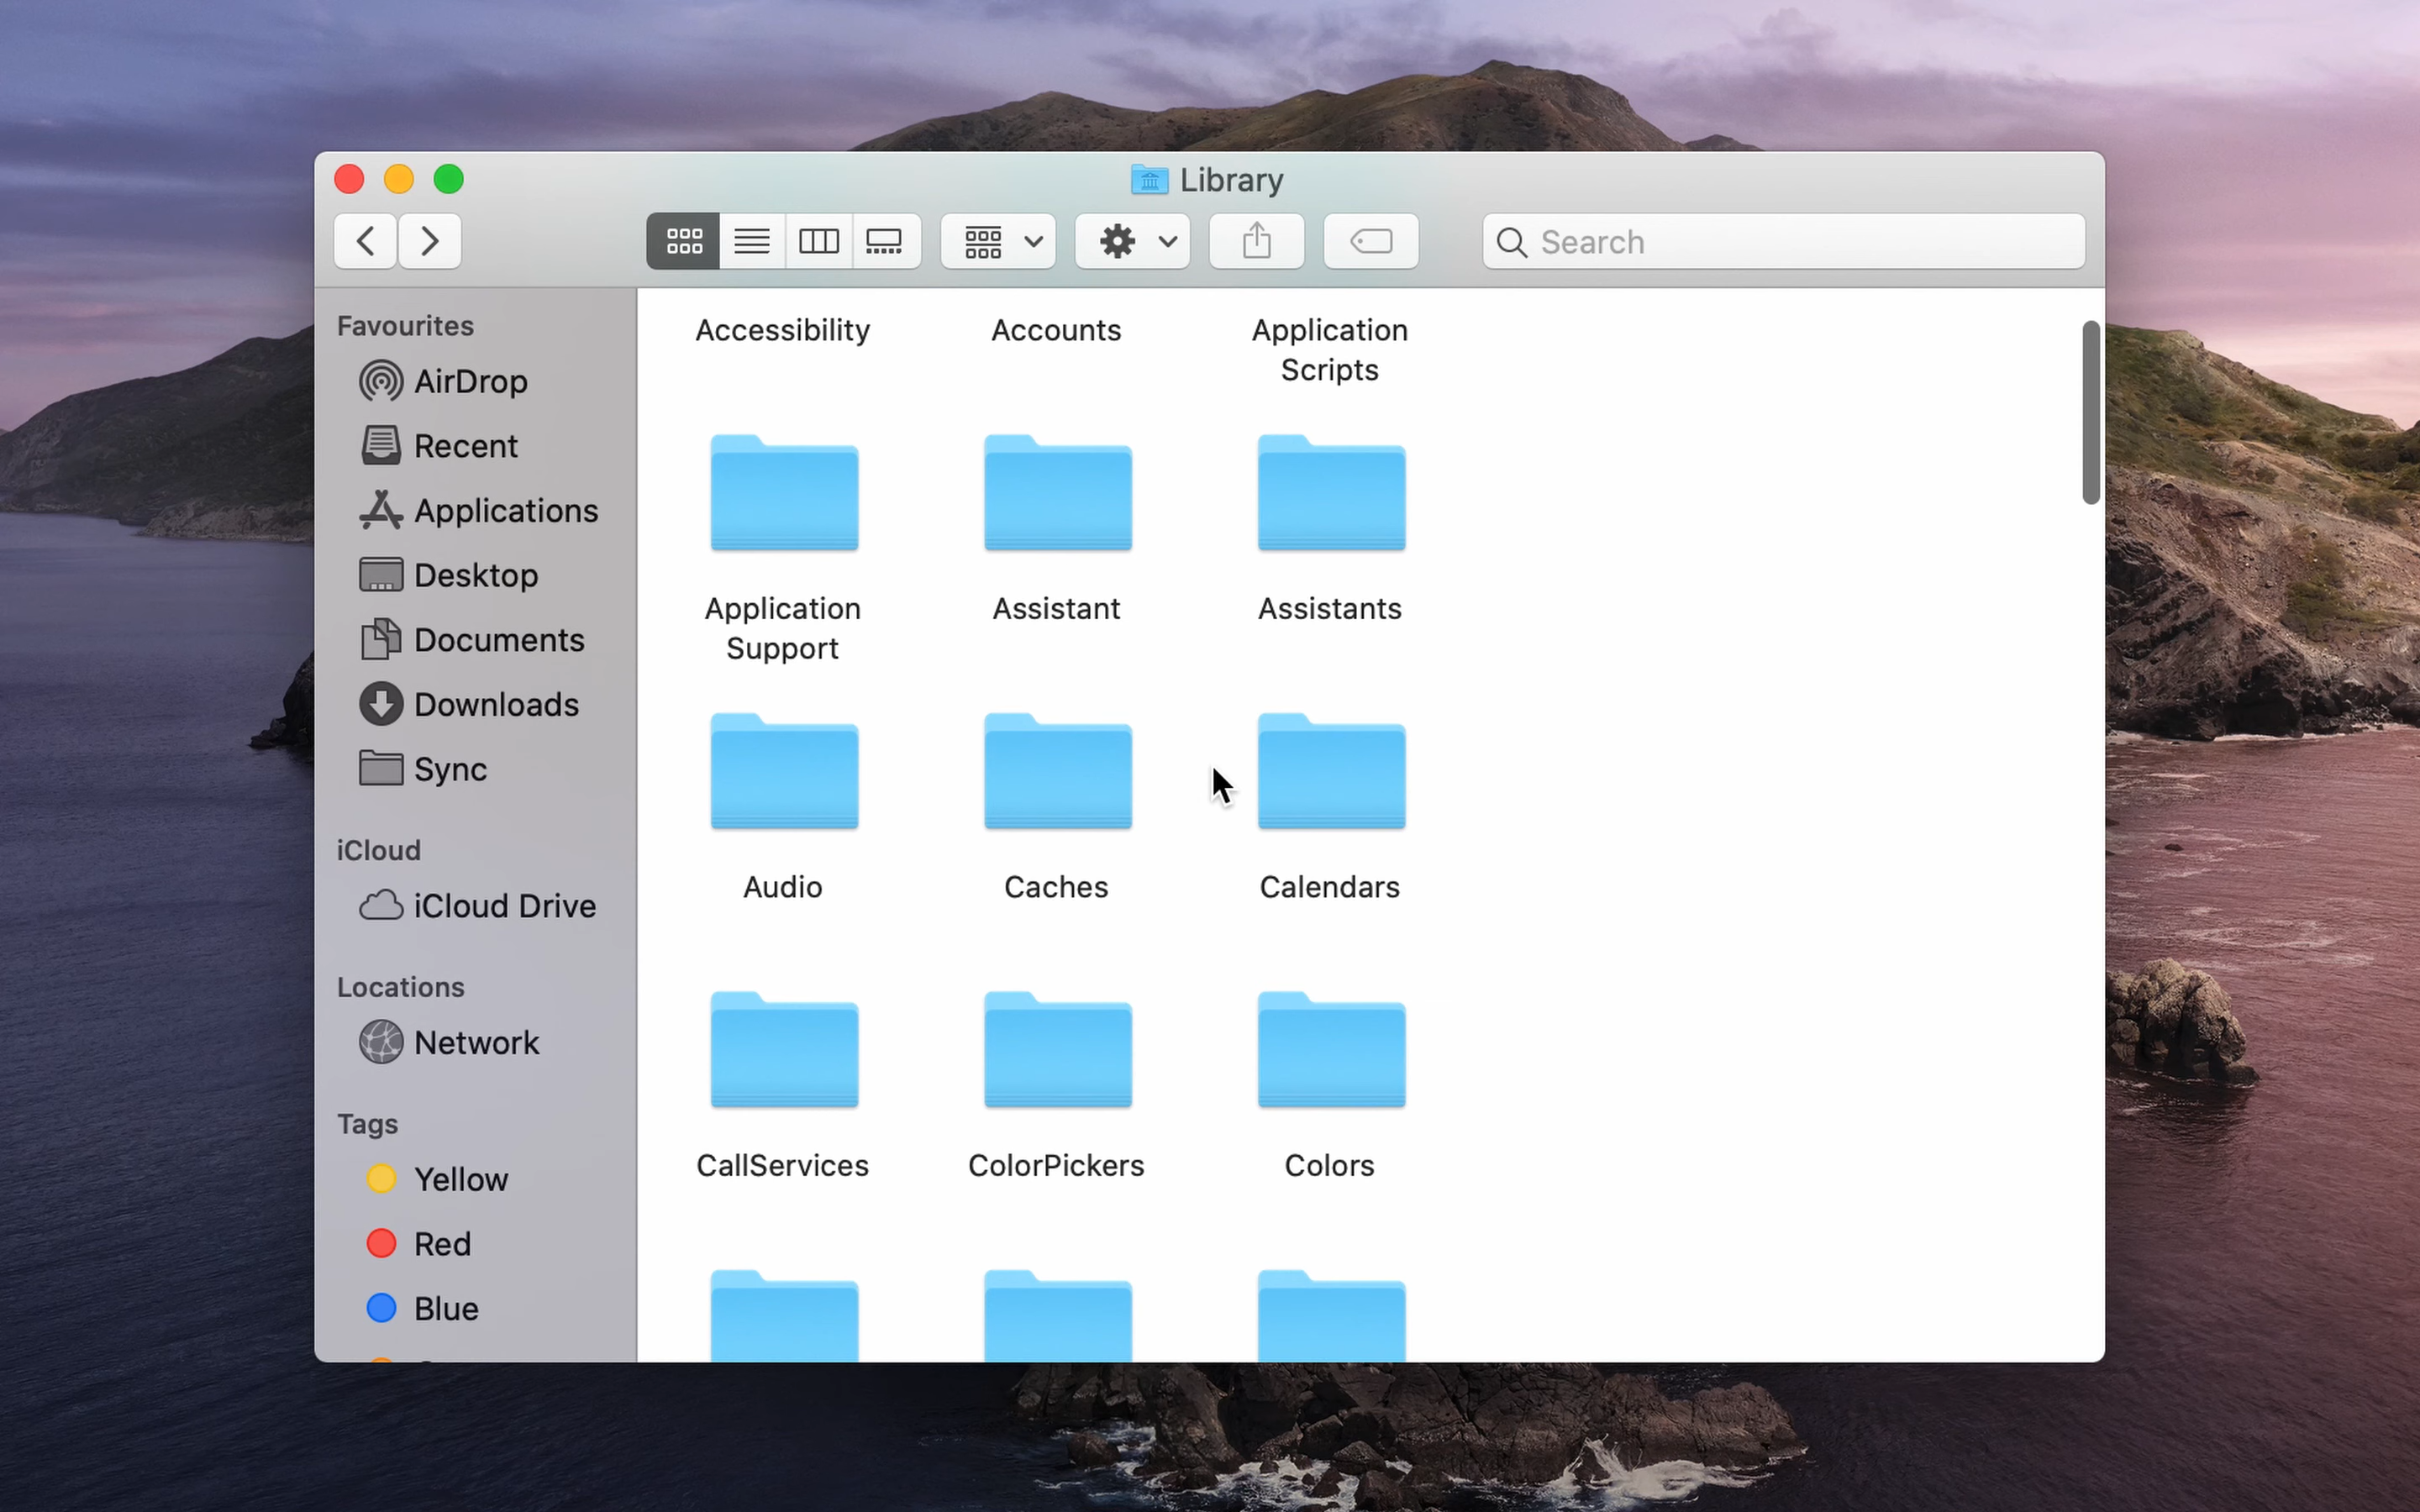 Library
Search
Favourites
AirDrop
Recent
Applications
Desktop
Documents
Downloads
Sync
iCloud
iCloud Drive
Locations
Network
Tags
Yellow
Red
Blue
Accessibility
Accounts
Application
Scripts
Application
Support
Assistant
Assistants
Audio
Caches
Calendars
CallServices
ColorPickers
Colors